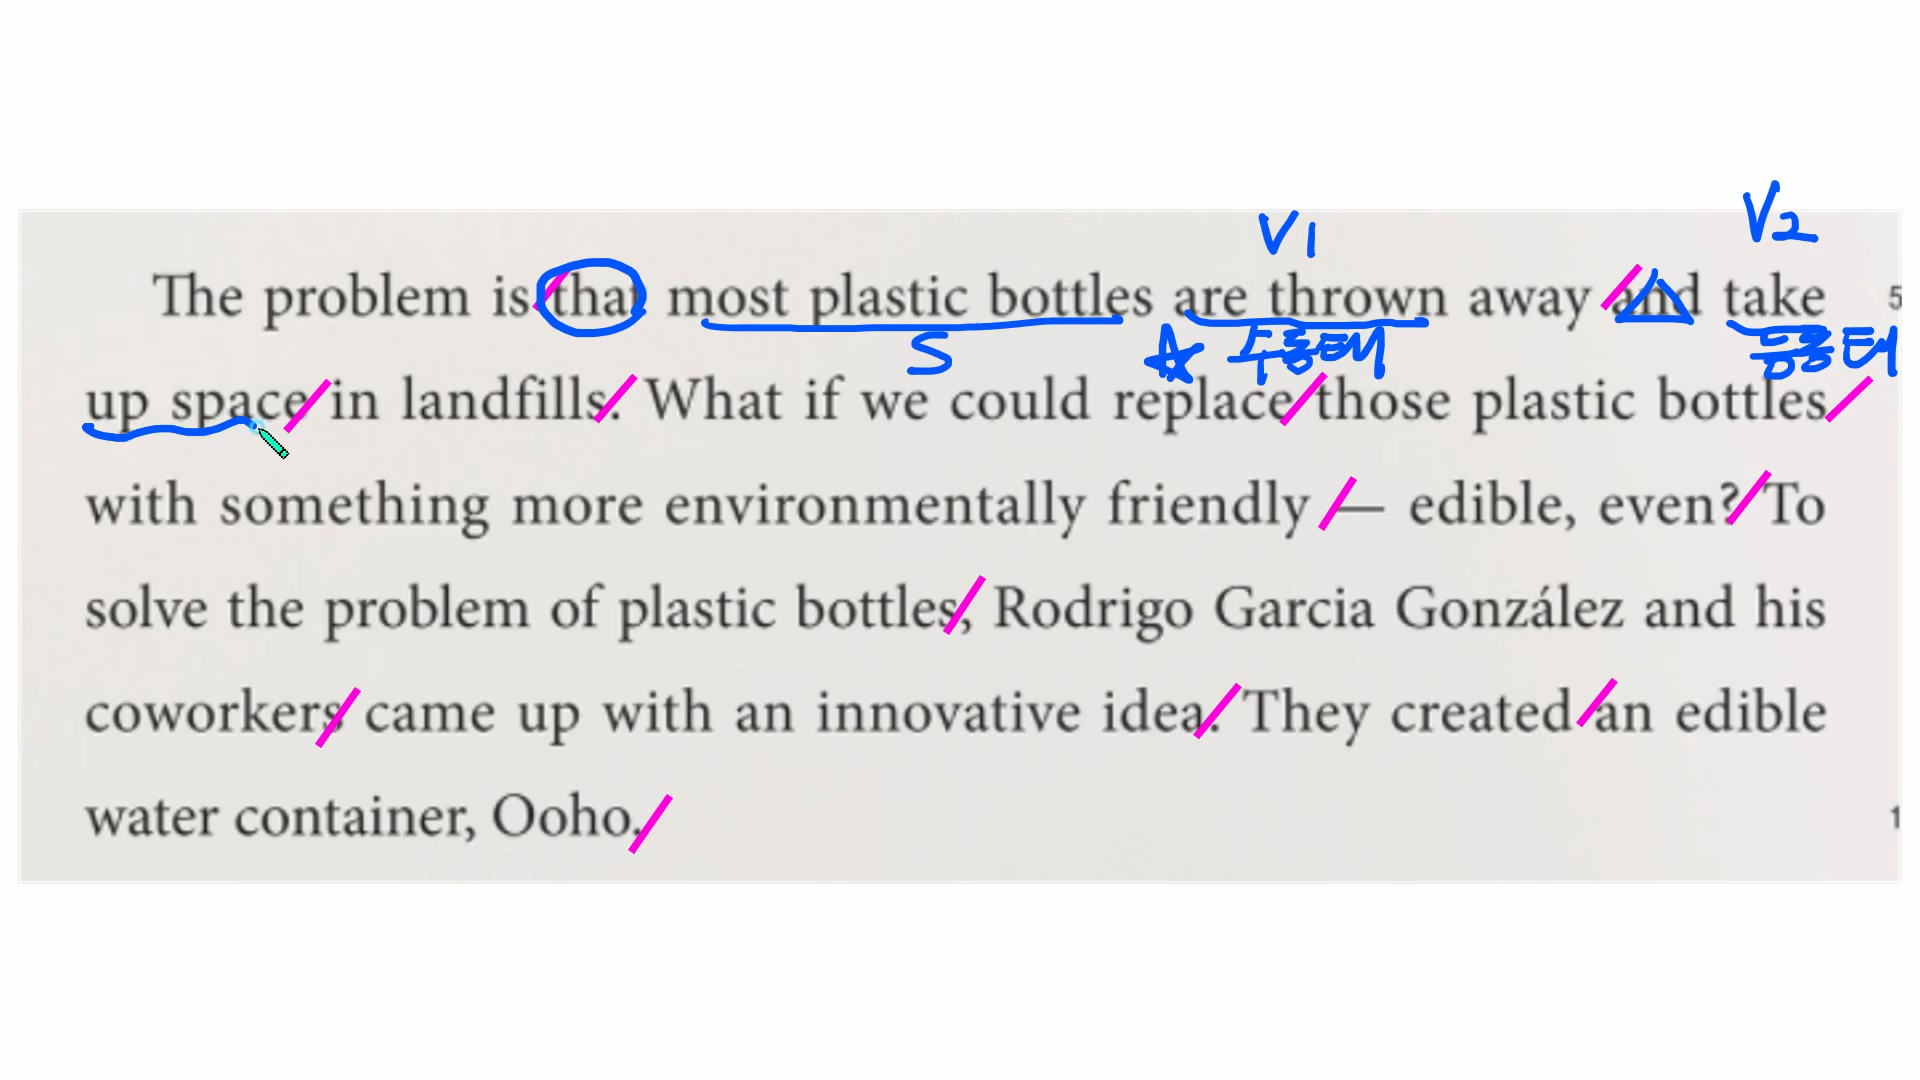 V1
V2
The problem is that most plastic bottles are thrown away and take
5
S
☆ 수동태
능동태
up space in landfills. What if we could replace those plastic bottles
with something more environmentally friendly — edible, even? To
solve the problem of plastic bottles, Rodrigo Garcia González and his
coworkers came up with an innovative idea. They created an edible
water container, Ooho.
1